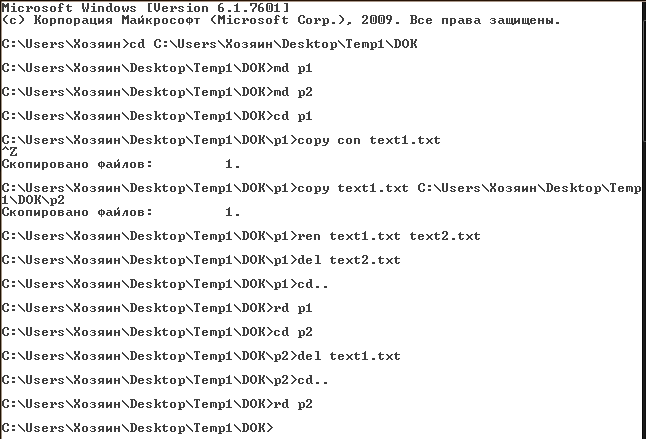 Microsoft Windows [Version 6.1.7601]
(c) Корпорация Майкрософт (Microsoft Corp.), 2009. Все права защищены.
C:\Users\Хозяин>cd C:\Users\Хозяин\Desktop\Temp1\DOK
C:\Users\Хозяин\Desktop\Temp1\DOK>md p1
C:\Users\Хозяин\Desktop\Temp1\DOK>md p2
C:\Users\Хозяин\Desktop\Temp1\DOK>cd p1
C:\Users\Хозяин\Desktop\Temp1\DOK\p1>copy con text1.txt
^Z
Скопировано файлов:         1.
C:\Users\Хозяин\Desktop\Temp1\DOK\p1>copy text1.txt C:\Users\Хозяин\Desktop\Temp
1\DOK\p2
Скопировано файлов:         1.
C:\Users\Хозяин\Desktop\Temp1\DOK\p1>ren text1.txt text2.txt
C:\Users\Хозяин\Desktop\Temp1\DOK\p1>del text2.txt
C:\Users\Хозяин\Desktop\Temp1\DOK\p1>cd..
C:\Users\Хозяин\Desktop\Temp1\DOK>rd p1
C:\Users\Хозяин\Desktop\Temp1\DOK>cd p2
C:\Users\Хозяин\Desktop\Temp1\DOK\p2>del text1.txt
C:\Users\Хозяин\Desktop\Temp1\DOK\p2>cd..
C:\Users\Хозяин\Desktop\Temp1\DOK>rd p2
C:\Users\Хозяин\Desktop\Temp1\DOK>